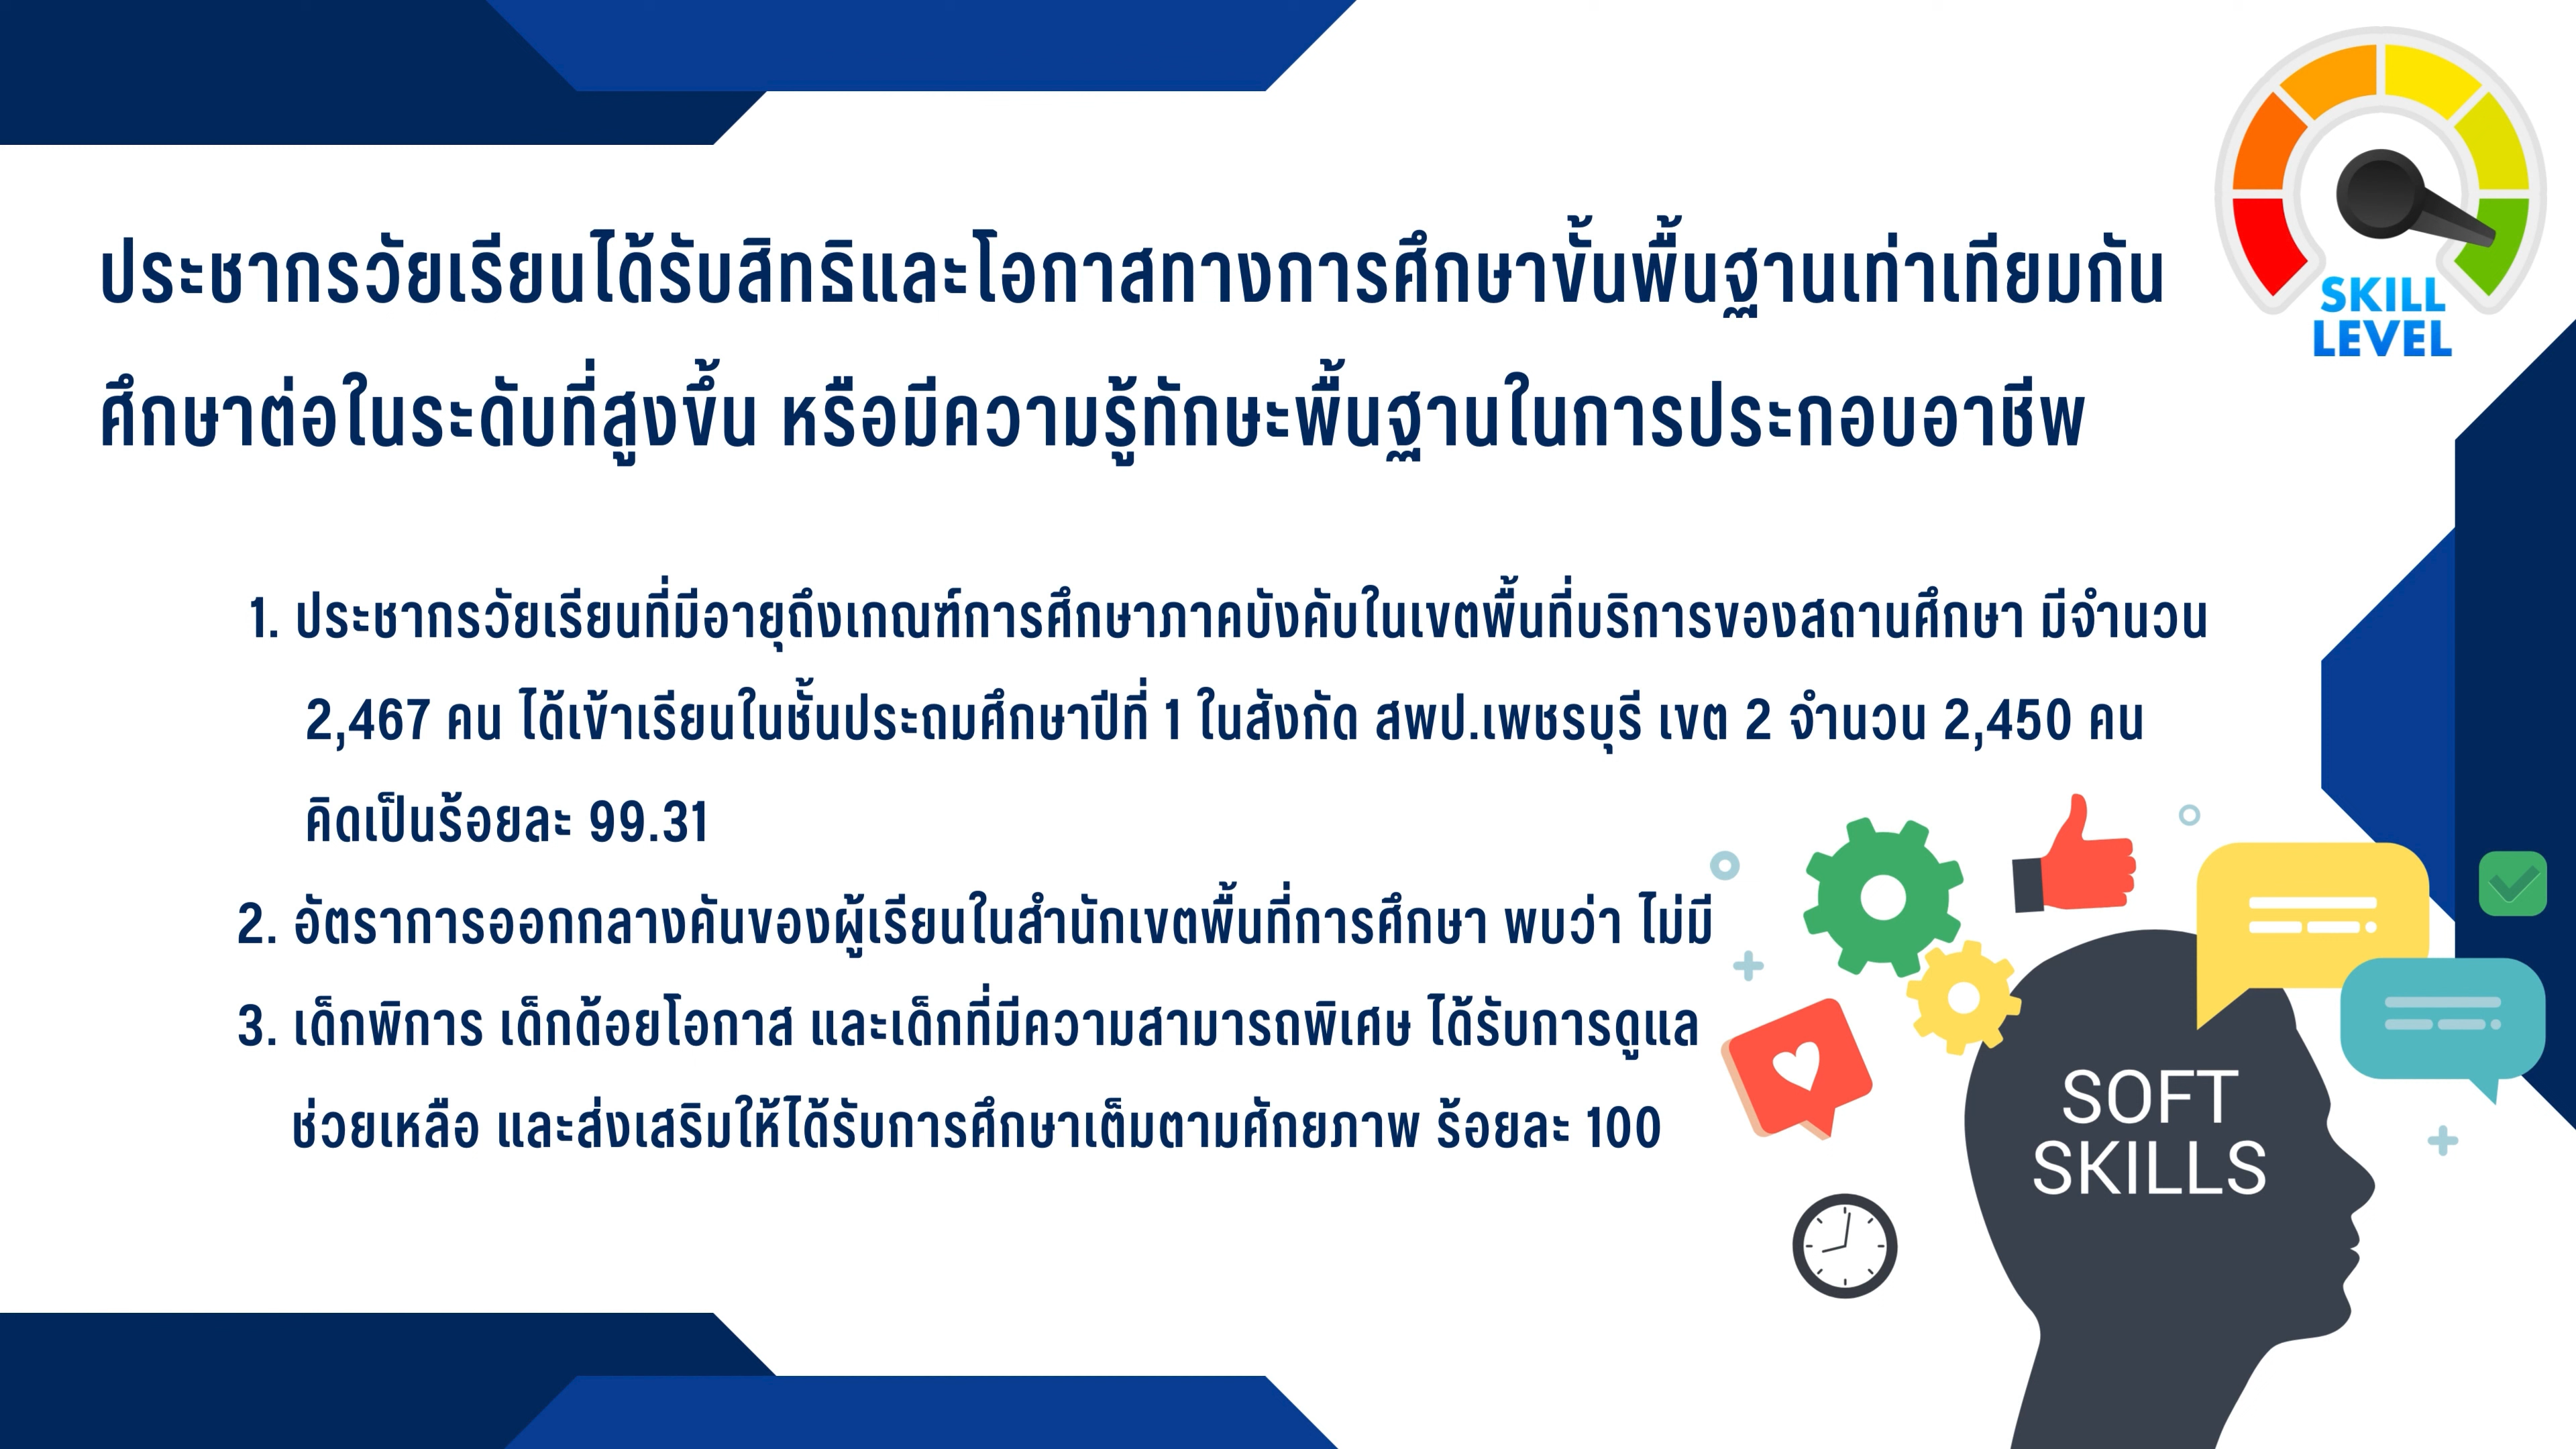 ประชากรวัยเรียนได้รับสิทธิและโอกาสทางการศึกษาขั้นพื้นฐานเท่าเทียมกัน
ศึกษาต่อในระดับที่สูงขึ้น หรือมีความรู้ทักษะพื้นฐานในการประกอบอาชีพ
SKILL
LEVEL
1. ประชากรวัยเรียนที่มีอายุถึงเกณฑ์การศึกษาภาคบังคับในเขตพื้นที่บริการของสถานศึกษา มีจำนวน
2,467 คน ได้เข้าเรียนในชั้นประถมศึกษาปีที่ 1 ในสังกัด สพป.เพชรบุรี เขต 2 จำนวน 2,450 คน
คิดเป็นร้อยละ 99.31
2. อัตราการออกกลางคันของผู้เรียนในสำนักเขตพื้นที่การศึกษา พบว่า ไม่มี
3. เด็กพิการ เด็กด้อยโอกาส และเด็กที่มีความสามารถพิเศษ ได้รับการดูแล
ช่วยเหลือ และส่งเสริมให้ได้รับการศึกษาเต็มตามศักยภาพ ร้อยละ 100
SOFT
SKILLS